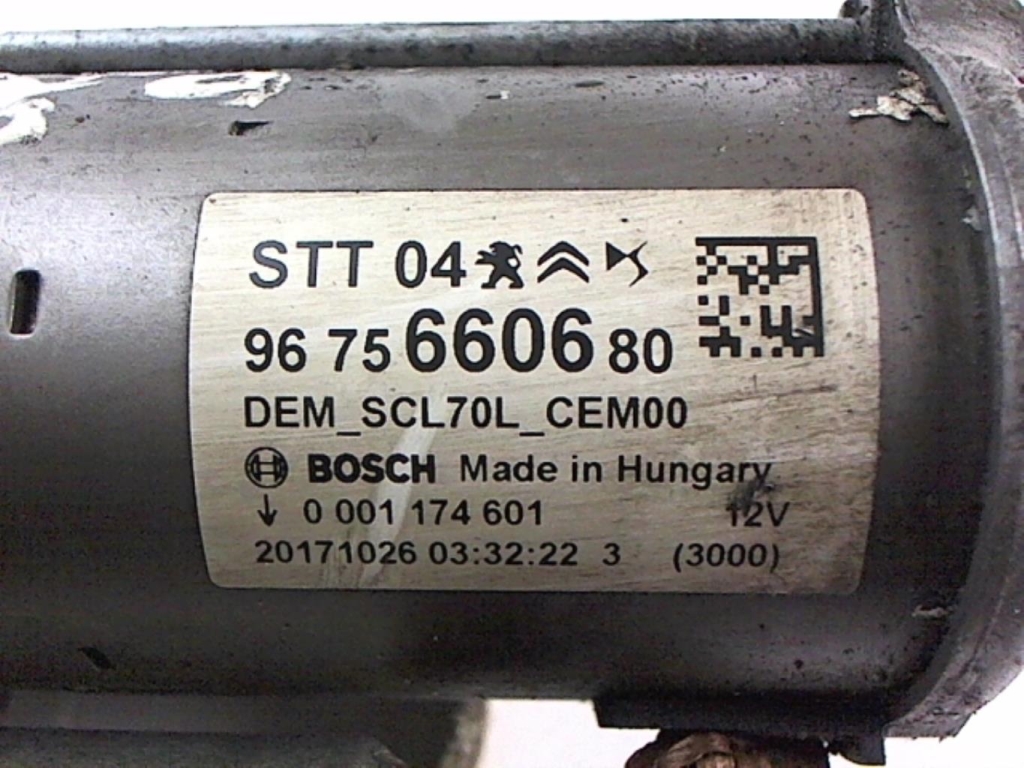 STT 04
96 75 6606 80
DEM_SCL70L_CEM00
BOSCH Made in Hungary
0 001 174 601 12V
20171026 03:32:22 3 (3000)